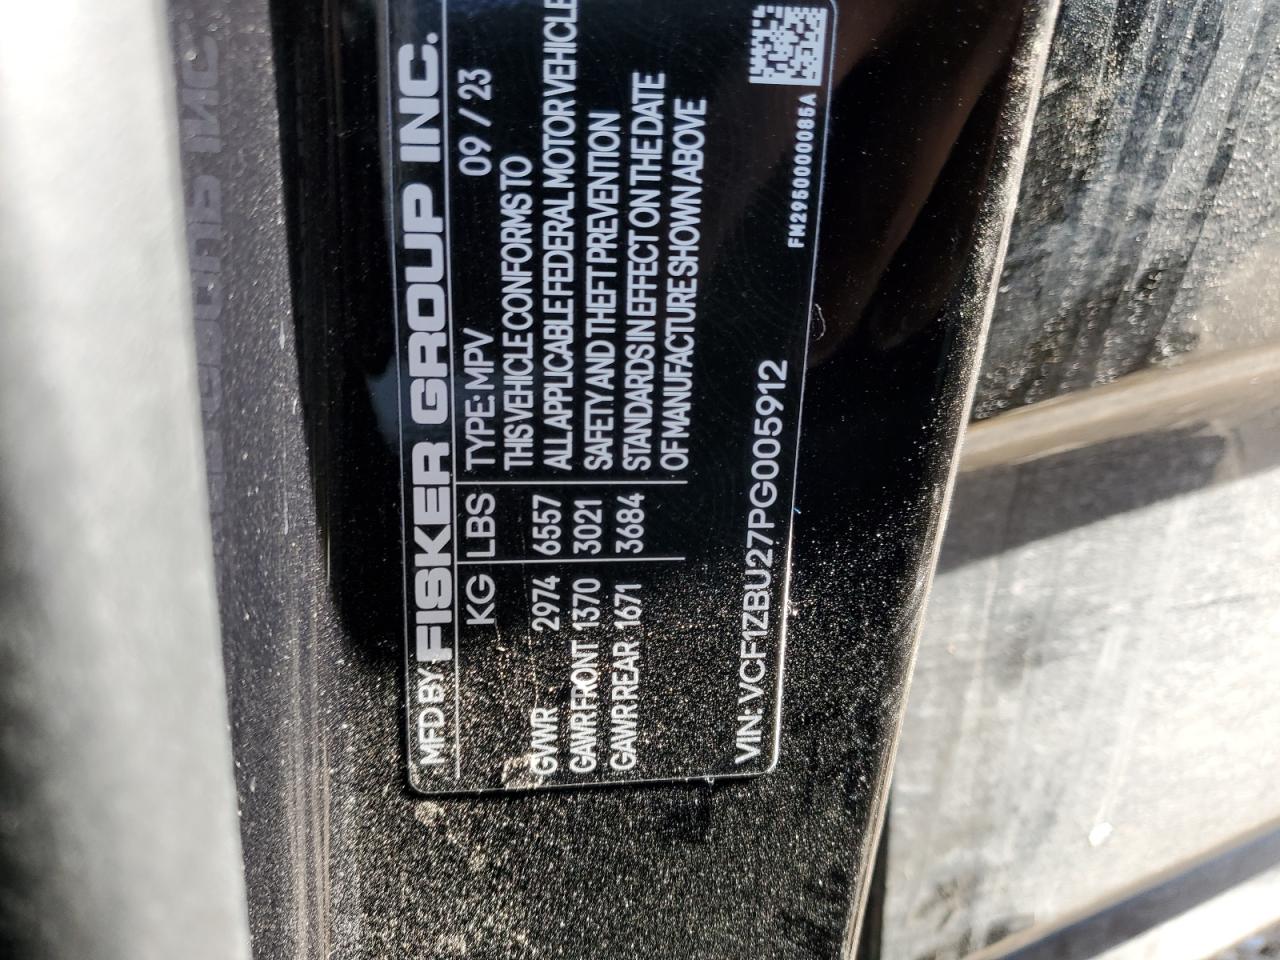 MFD BY: FISKER GROUP INC.
KG LBS TYPE: MPV 09 / 23
GVWR 2974 6557
GAWR FRONT 1370 3021
GAWR REAR 1671 3684
THIS VEHICLE CONFORMS TO
ALL APPLICABLE FEDERAL MOTOR VEHICLE
SAFETY AND THEFT PREVENTION
STANDARDS IN EFFECT ON THE DATE
OF MANUFACTURE SHOWN ABOVE
VIN: VCF1ZBU27PG005912
FM29500000085A